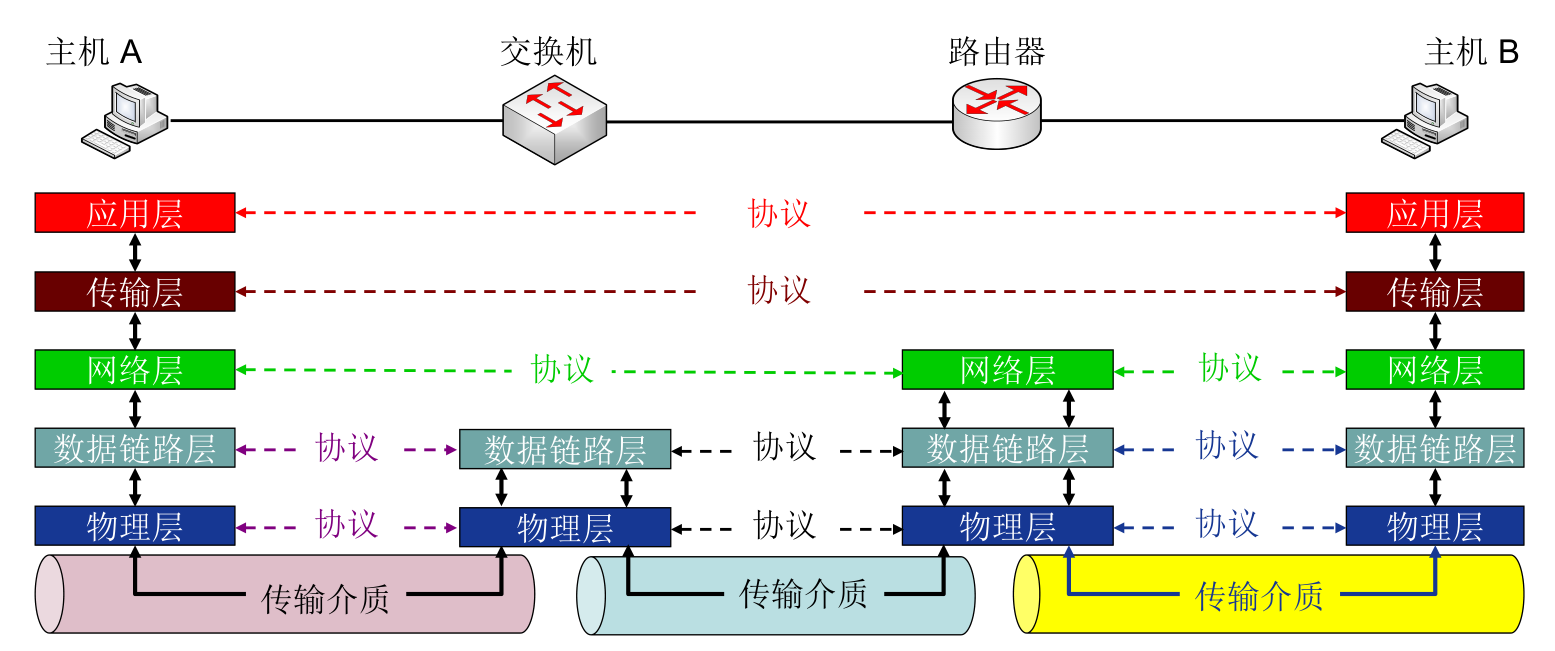 主机 A 交换机 路由器 主机 B
应用层 协议 应用层
传输层 协议 传输层
网络层 协议 网络层 协议 网络层
数据链路层 协议 数据链路层 协议 数据链路层 协议 数据链路层
物理层 协议 物理层 协议 物理层 协议 物理层
传输介质 传输介质 传输介质